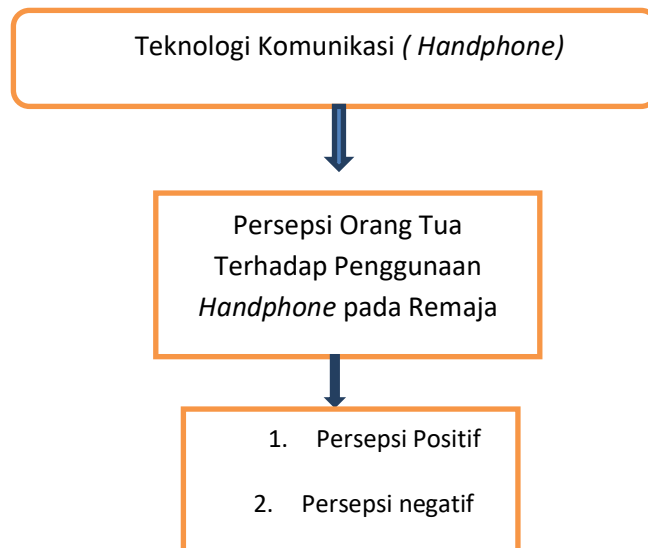 Teknologi Komunikasi ( Handphone)
Persepsi Orang Tua
Terhadap Penggunaan
Handphone pada Remaja
1. Persepsi Positif
2. Persepsi negatif